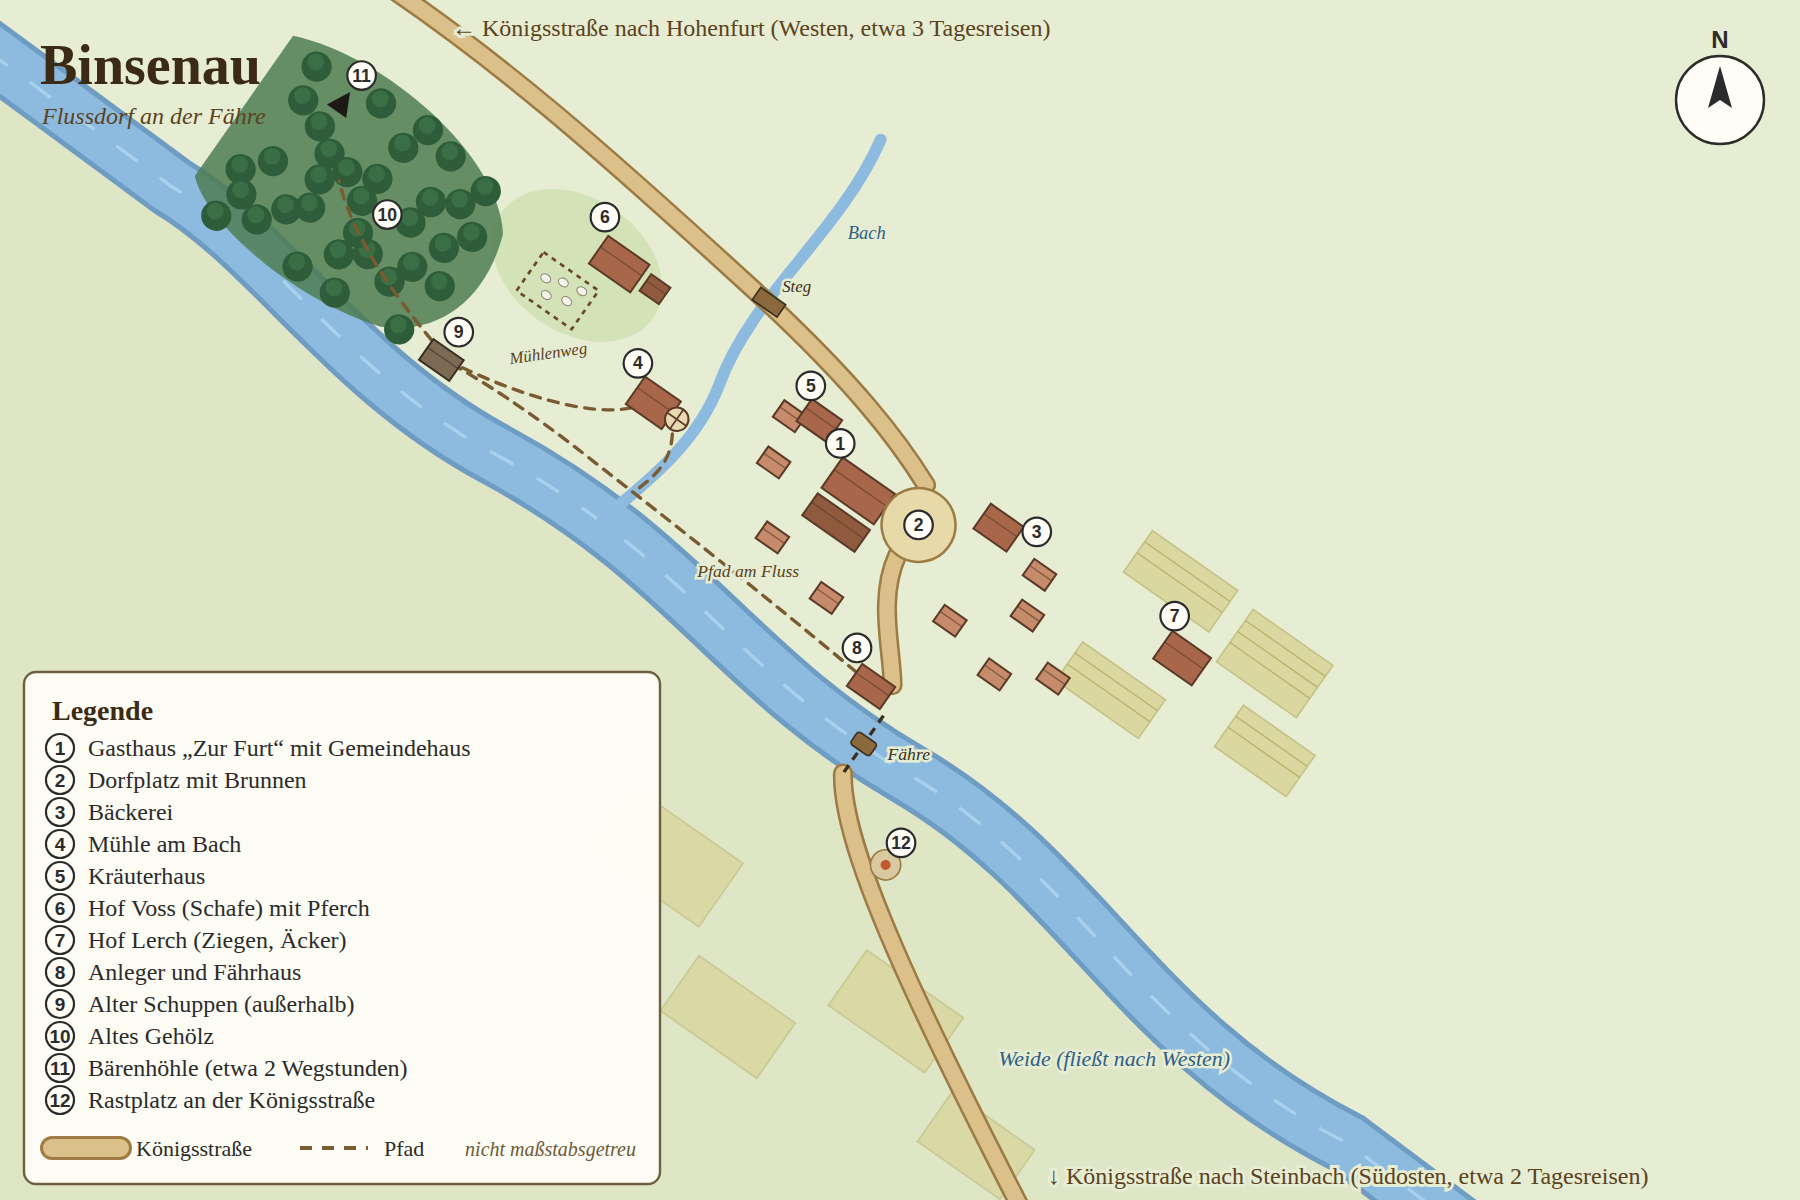 ← Königsstraße nach Hohenfurt (Westen, etwa 3 Tagesreisen)
N
Binsenau
Flussdorf an der Fähre
11
10
6
Bach
Steg
9
Mühlenweg
4
5
1
2
3
Pfad am Fluss
7
8
Fähre
12
Legende
1 Gasthaus „Zur Furt“ mit Gemeindehaus
2 Dorfplatz mit Brunnen
3 Bäckerei
4 Mühle am Bach
5 Kräuterhaus
6 Hof Voss (Schafe) mit Pferch
7 Hof Lerch (Ziegen, Äcker)
8 Anleger und Fährhaus
9 Alter Schuppen (außerhalb)
10 Altes Gehölz
11 Bärenhöhle (etwa 2 Wegstunden)
12 Rastplatz an der Königsstraße
Königsstraße Pfad nicht maßstabsgetreu
Weide (fließt nach Westen)
↓ Königsstraße nach Steinbach (Südosten, etwa 2 Tagesreisen)